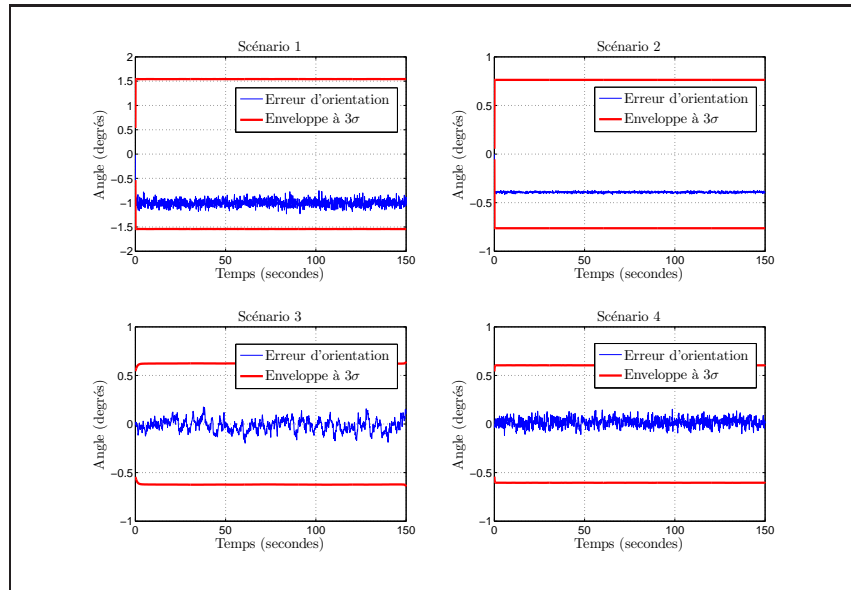 Scénario 1
2
1.5
1
0.5
0
−0.5
−1
−1.5
−2
0
50
100
150
Angle (degrés)
Temps (secondes)
Erreur d'orientation
Enveloppe à 3σ
Scénario 2
1
0.5
0
−0.5
−1
0
50
100
150
Angle (degrés)
Temps (secondes)
Erreur d'orientation
Enveloppe à 3σ
Scénario 3
1
0.5
0
−0.5
−1
0
50
100
150
Angle (degrés)
Temps (secondes)
Erreur d'orientation
Enveloppe à 3σ
Scénario 4
1
0.5
0
−0.5
−1
0
50
100
150
Angle (degrés)
Temps (secondes)
Erreur d'orientation
Enveloppe à 3σ